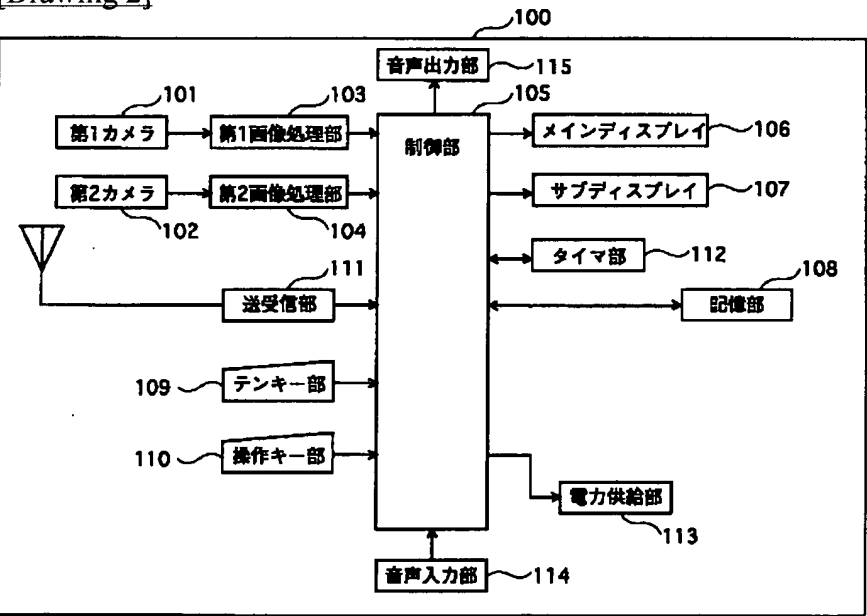 [Drawing 2]
100
音声出力部 115
101 103 105
第1カメラ 第1画像処理部 制御部 メインディスプレイ 106
第2カメラ 第2画像処理部 サブディスプレイ 107
102 104
111 タイマ部 112 108
送受信部 記憶部
109 テンキー部
110 操作キー部
電力供給部
113
音声入力部 114